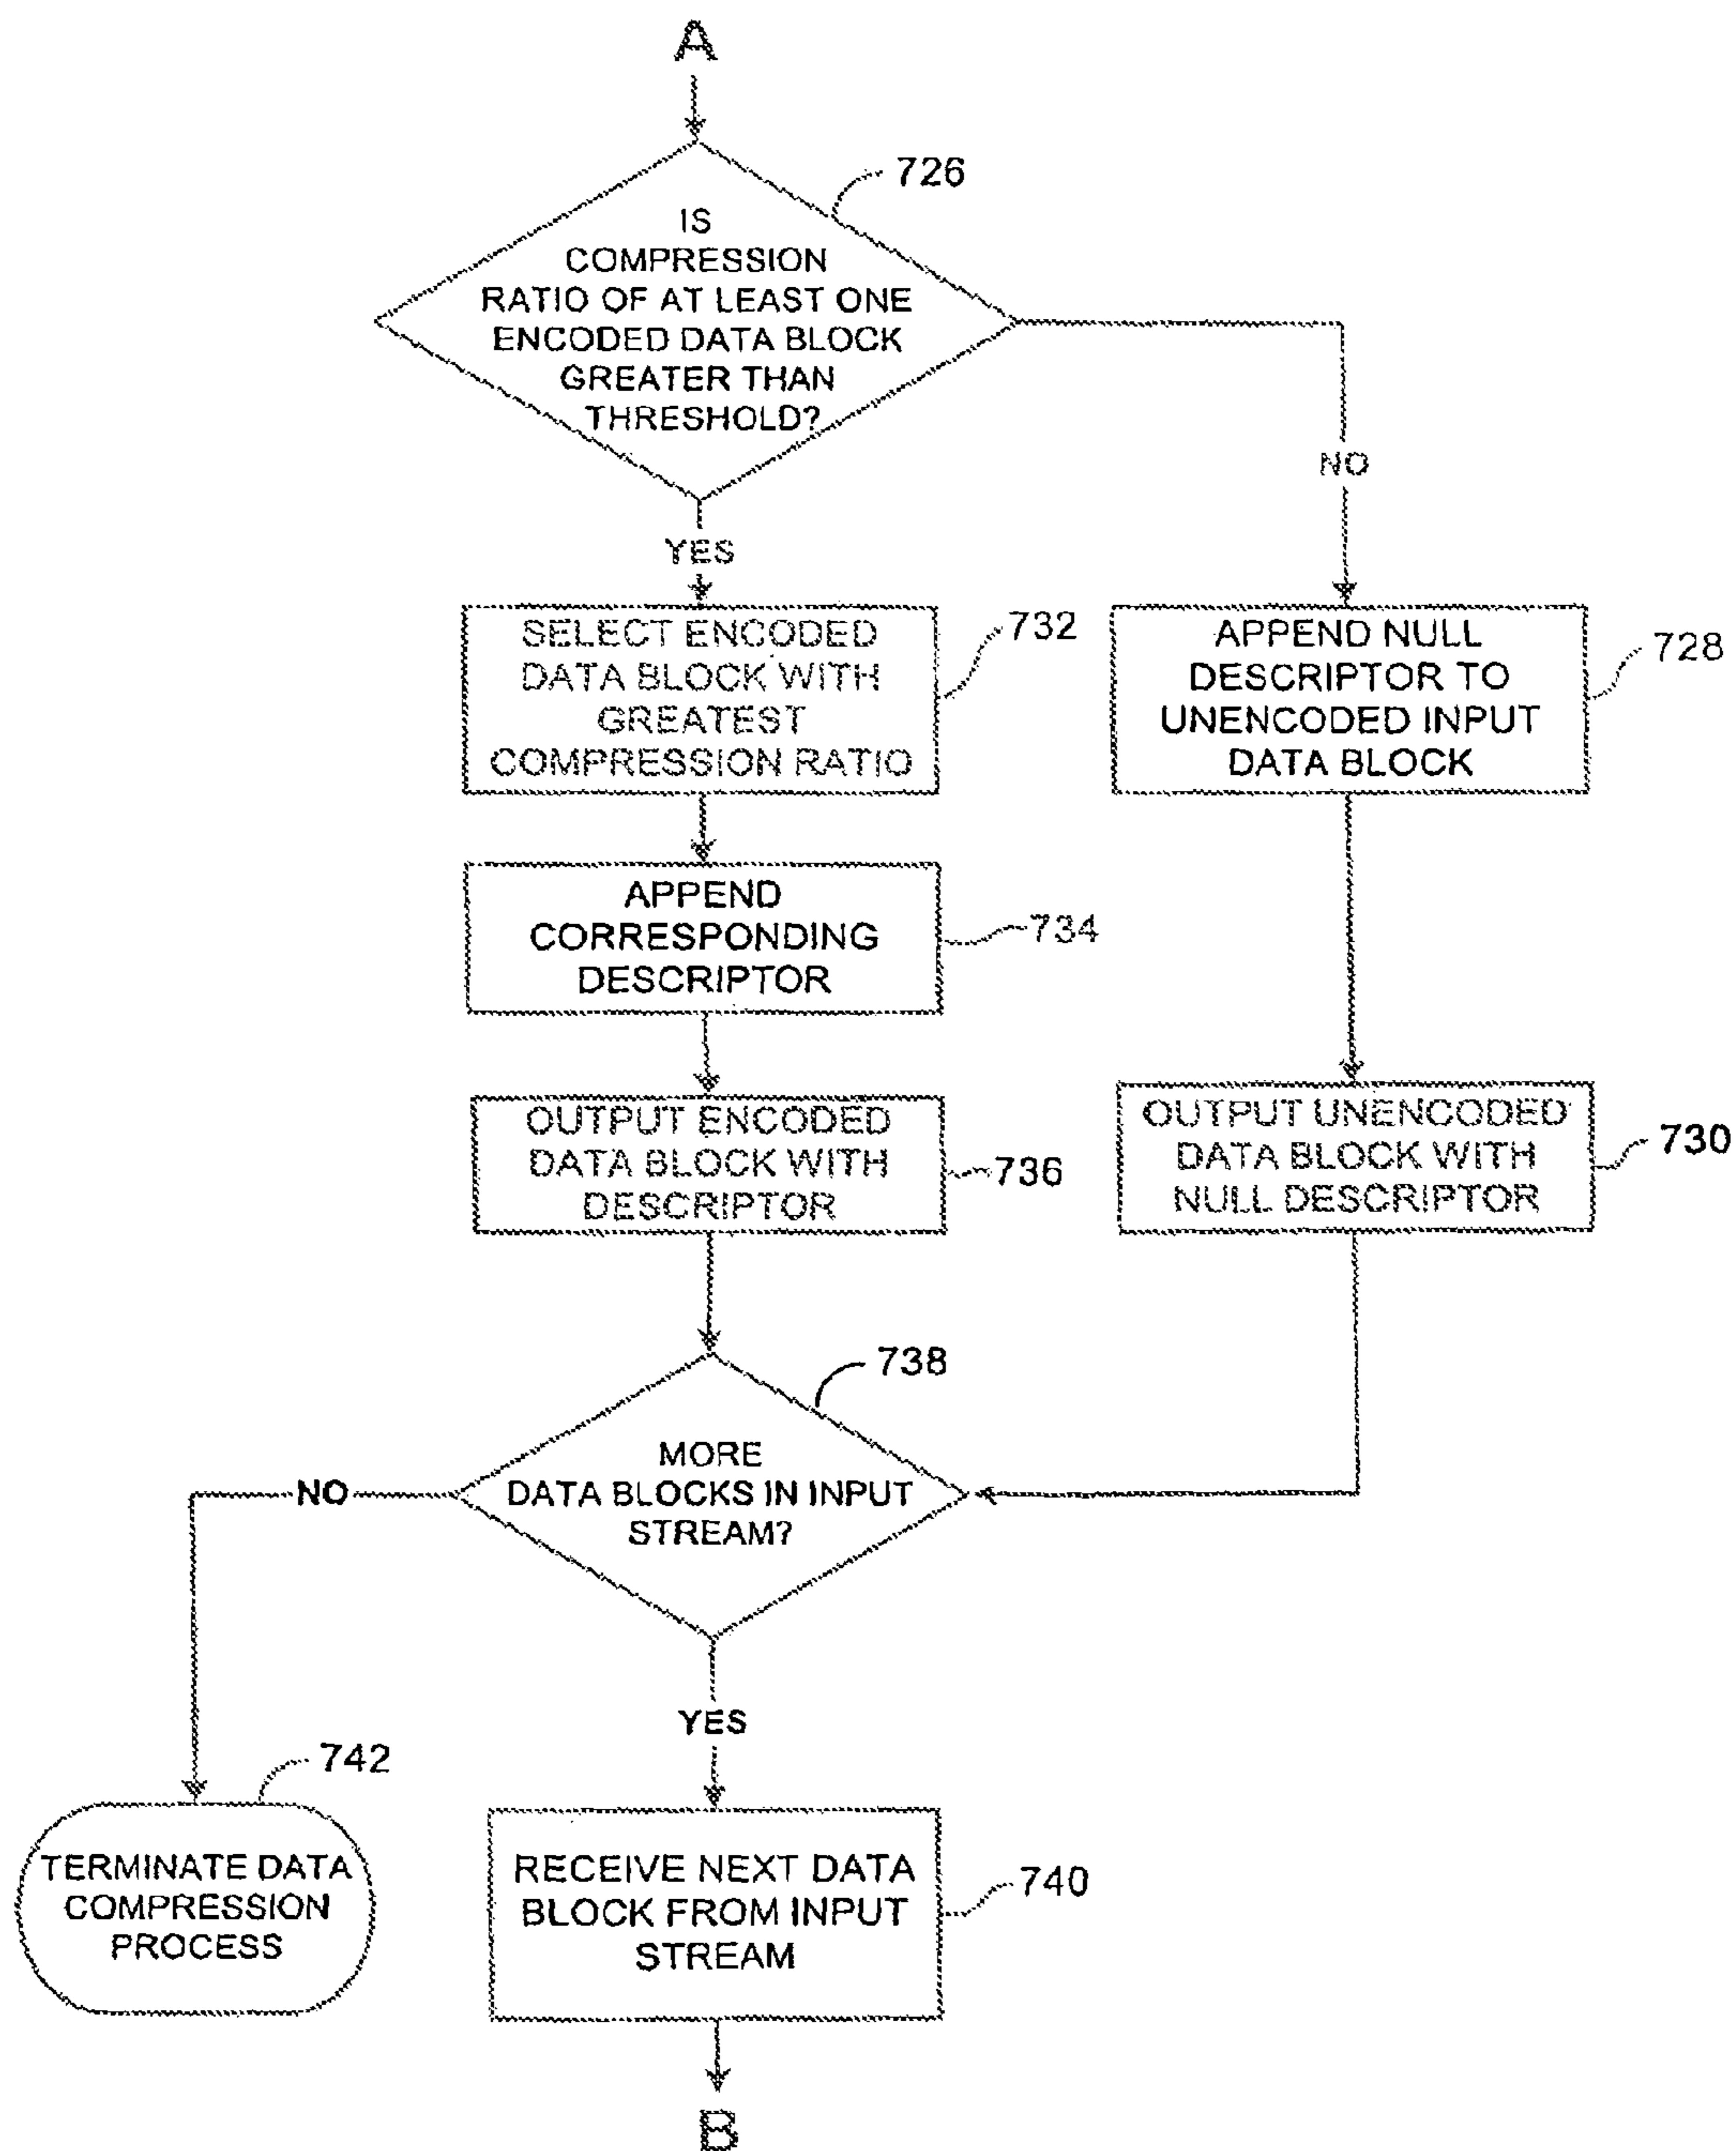 A
726
IS
COMPRESSION
RATIO OF AT LEAST ONE
ENCODED DATA BLOCK
GREATER THAN
THRESHOLD?
NO
YES
SELECT ENCODED
DATA BLOCK WITH
GREATEST
COMPRESSION RATIO
732
APPEND NULL
DESCRIPTOR TO
UNENCODED INPUT
DATA BLOCK
728
APPEND
CORRESPONDING
DESCRIPTOR
734
OUTPUT ENCODED
DATA BLOCK WITH
DESCRIPTOR
736
OUTPUT UNENCODED
DATA BLOCK WITH
NULL DESCRIPTOR
730
738
MORE
DATA BLOCKS IN INPUT
STREAM?
NO
YES
742
TERMINATE DATA
COMPRESSION
PROCESS
RECEIVE NEXT DATA
BLOCK FROM INPUT
STREAM
740
B